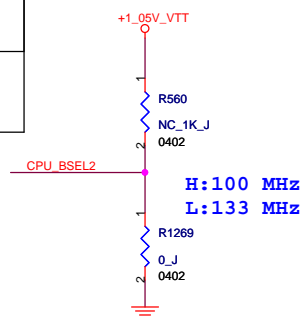 +1_05V_VTT
1
R560
NC_1K_J
2
0402
CPU_BSEL2
H:100 MHz
L:133 MHz
1
R1269
0_J
2
0402